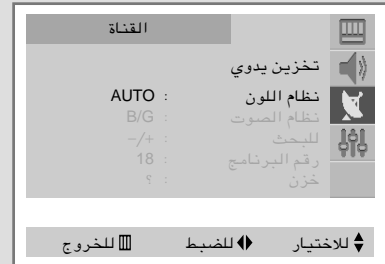 القناة
تخزين يدوي
نظام اللون : AUTO
نظام الصوت : B/G
للبحث : +/–
رقم البرنامج : 18
خزن : ؟
للاختيار للضبط للخروج